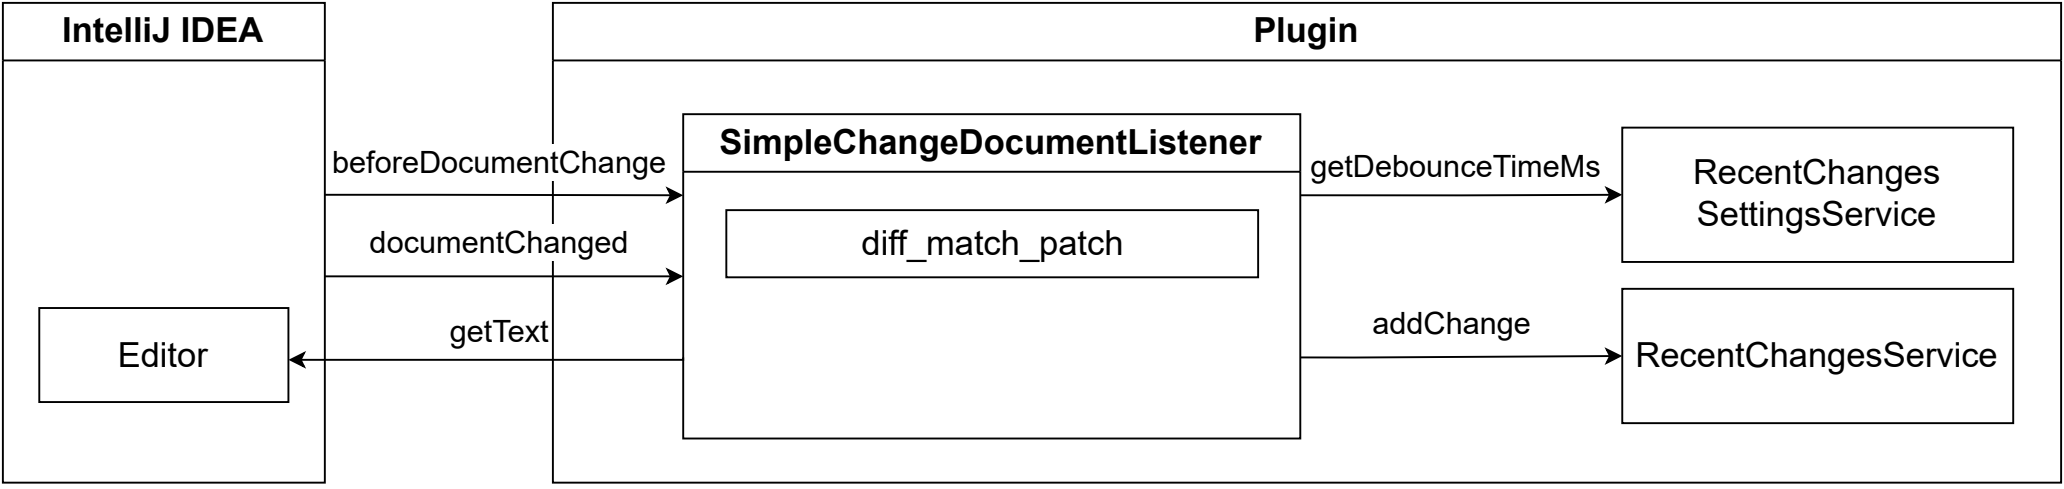 IntelliJ IDEA
Plugin
SimpleChangeDocumentListener
beforeDocumentChange
getDebounceTimeMs
RecentChanges
SettingsService
documentChanged
diff_match_patch
getText
addChange
Editor
RecentChangesService